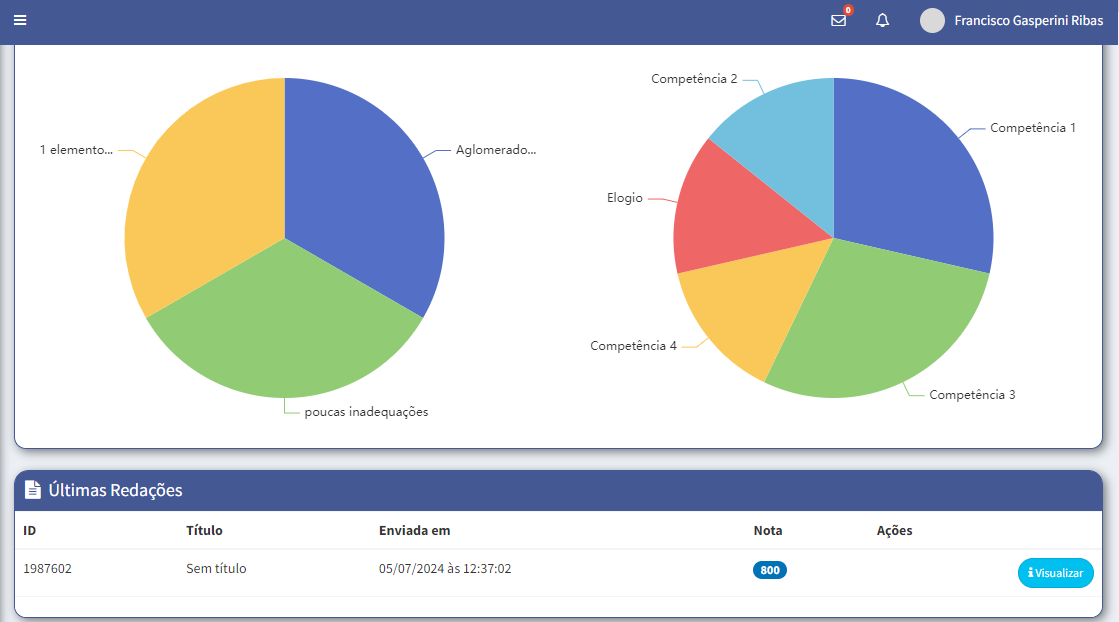 0
Francisco Gasperini Ribas
1 elemento...
Aglomerado...
poucas inadequações
Competência 2
Competência 1
Elogio
Competência 4
Competência 3
Últimas Redações
ID Título Enviada em Nota Ações
1987602 Sem título 05/07/2024 às 12:37:02 800 Visualizar